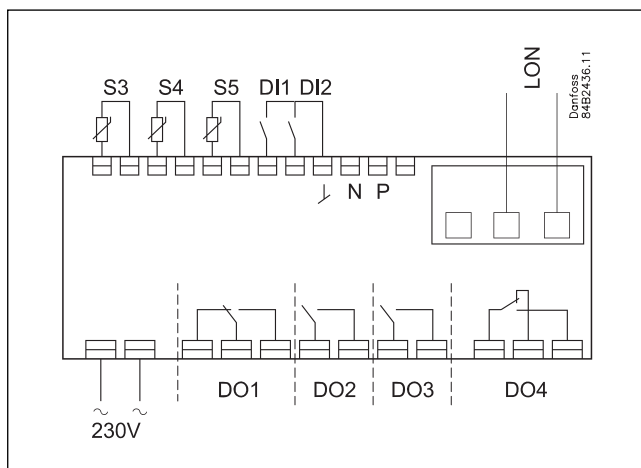 S3 S4 S5 DI1 DI2
LON
Danfoss
84B2436.11
N P
DO1 DO2 DO3 DO4
230V